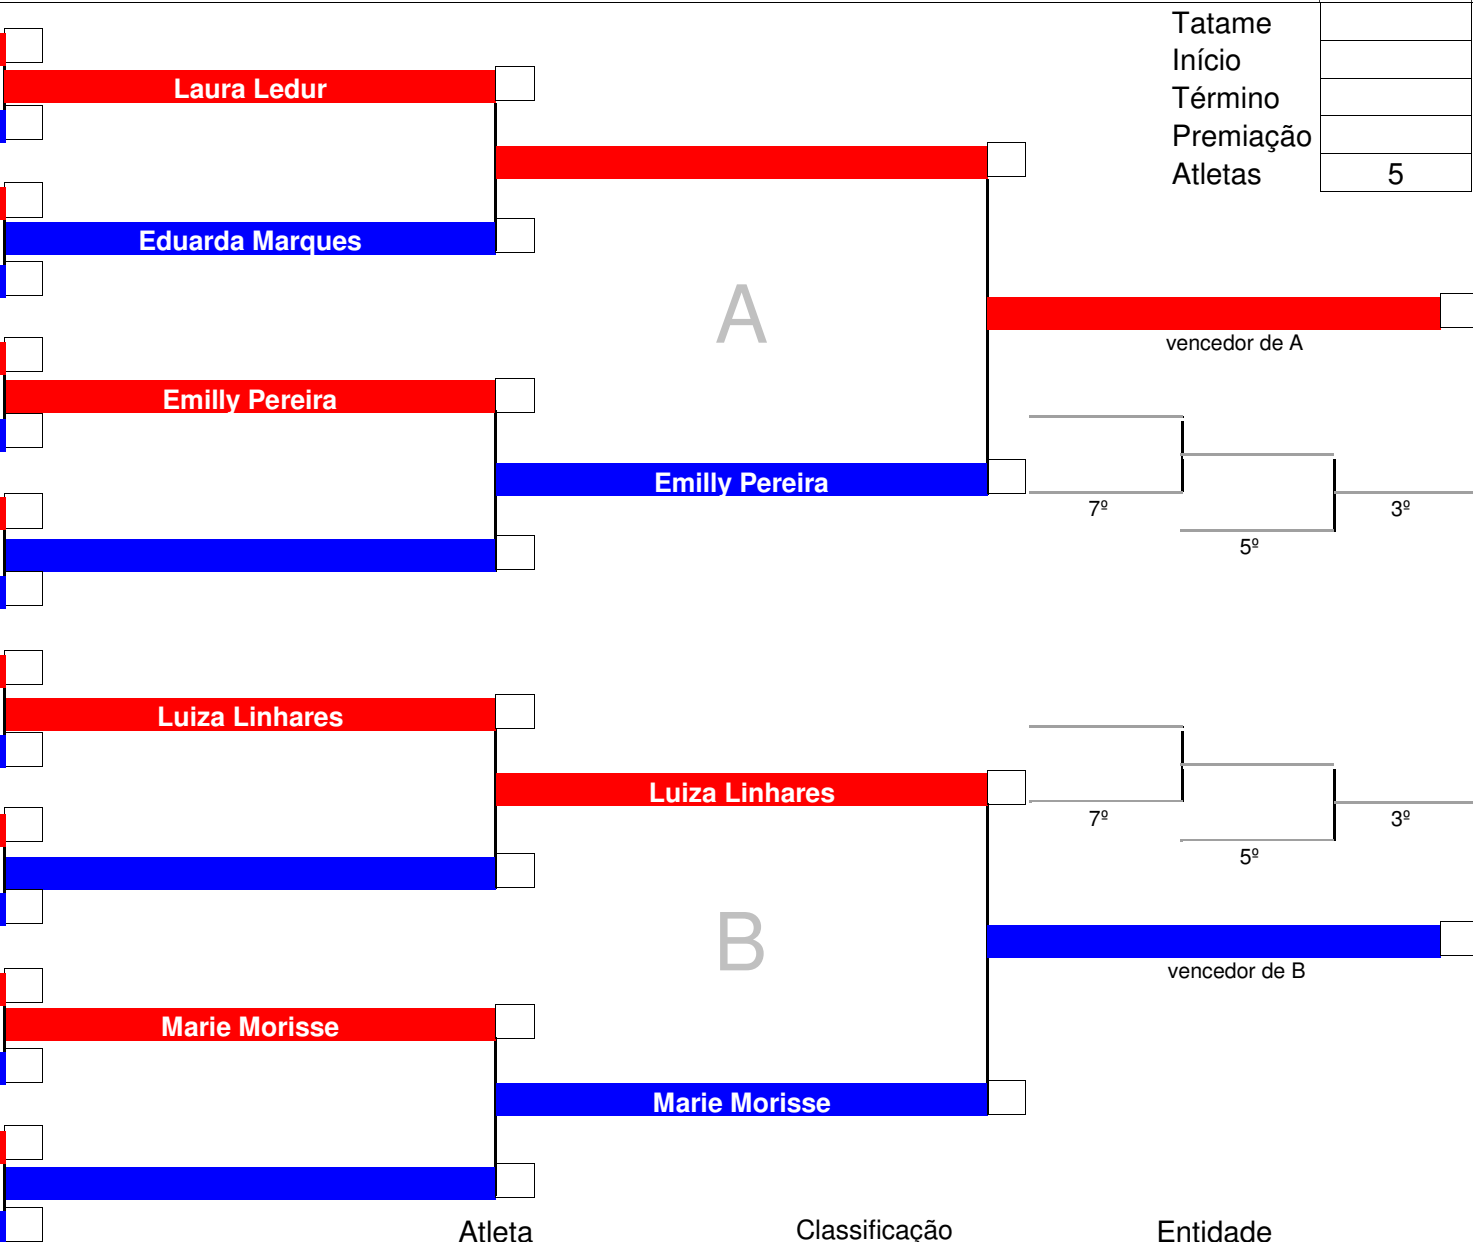 Tatame
Início
Laura Ledur
Término
Premiação
Atletas 5
Eduarda Marques
A
vencedor de A
Emilly Pereira
Emilly Pereira
7º 3º
5º
Luiza Linhares
Luiza Linhares
7º 3º
5º
B
vencedor de B
Marie Morisse
Marie Morisse
Atleta Classificação Entidade